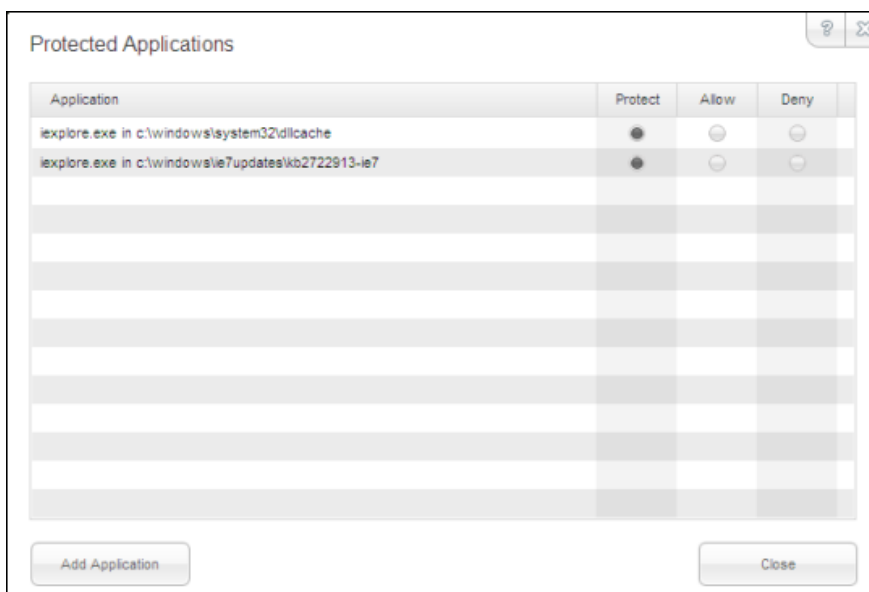 Protected Applications
?
Application Protect Allow Deny
iexplore.exe in c:\windows\system32\dllcache
iexplore.exe in c:\windows\ie7updates\kb2722913-ie7
Add Application Close